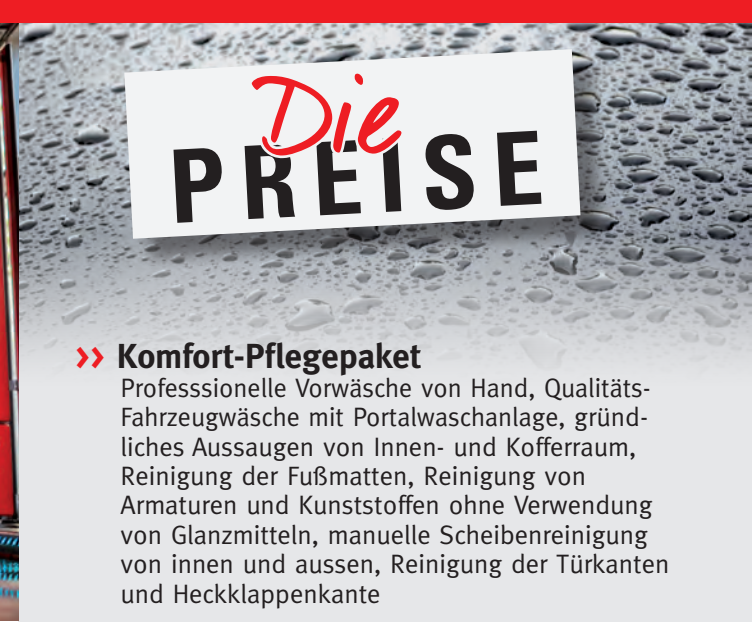 Die
PREISE
>> Komfort-Pflegepaket
Professsionelle Vorwäsche von Hand, Qualitäts-
Fahrzeugwäsche mit Portalwaschanlage, gründ-
liches Aussaugen von Innen- und Kofferraum,
Reinigung der Fußmatten, Reinigung von
Armaturen und Kunststoffen ohne Verwendung
von Glanzmitteln, manuelle Scheibenreinigung
von innen und aussen, Reinigung der Türkanten
und Heckklappenkante